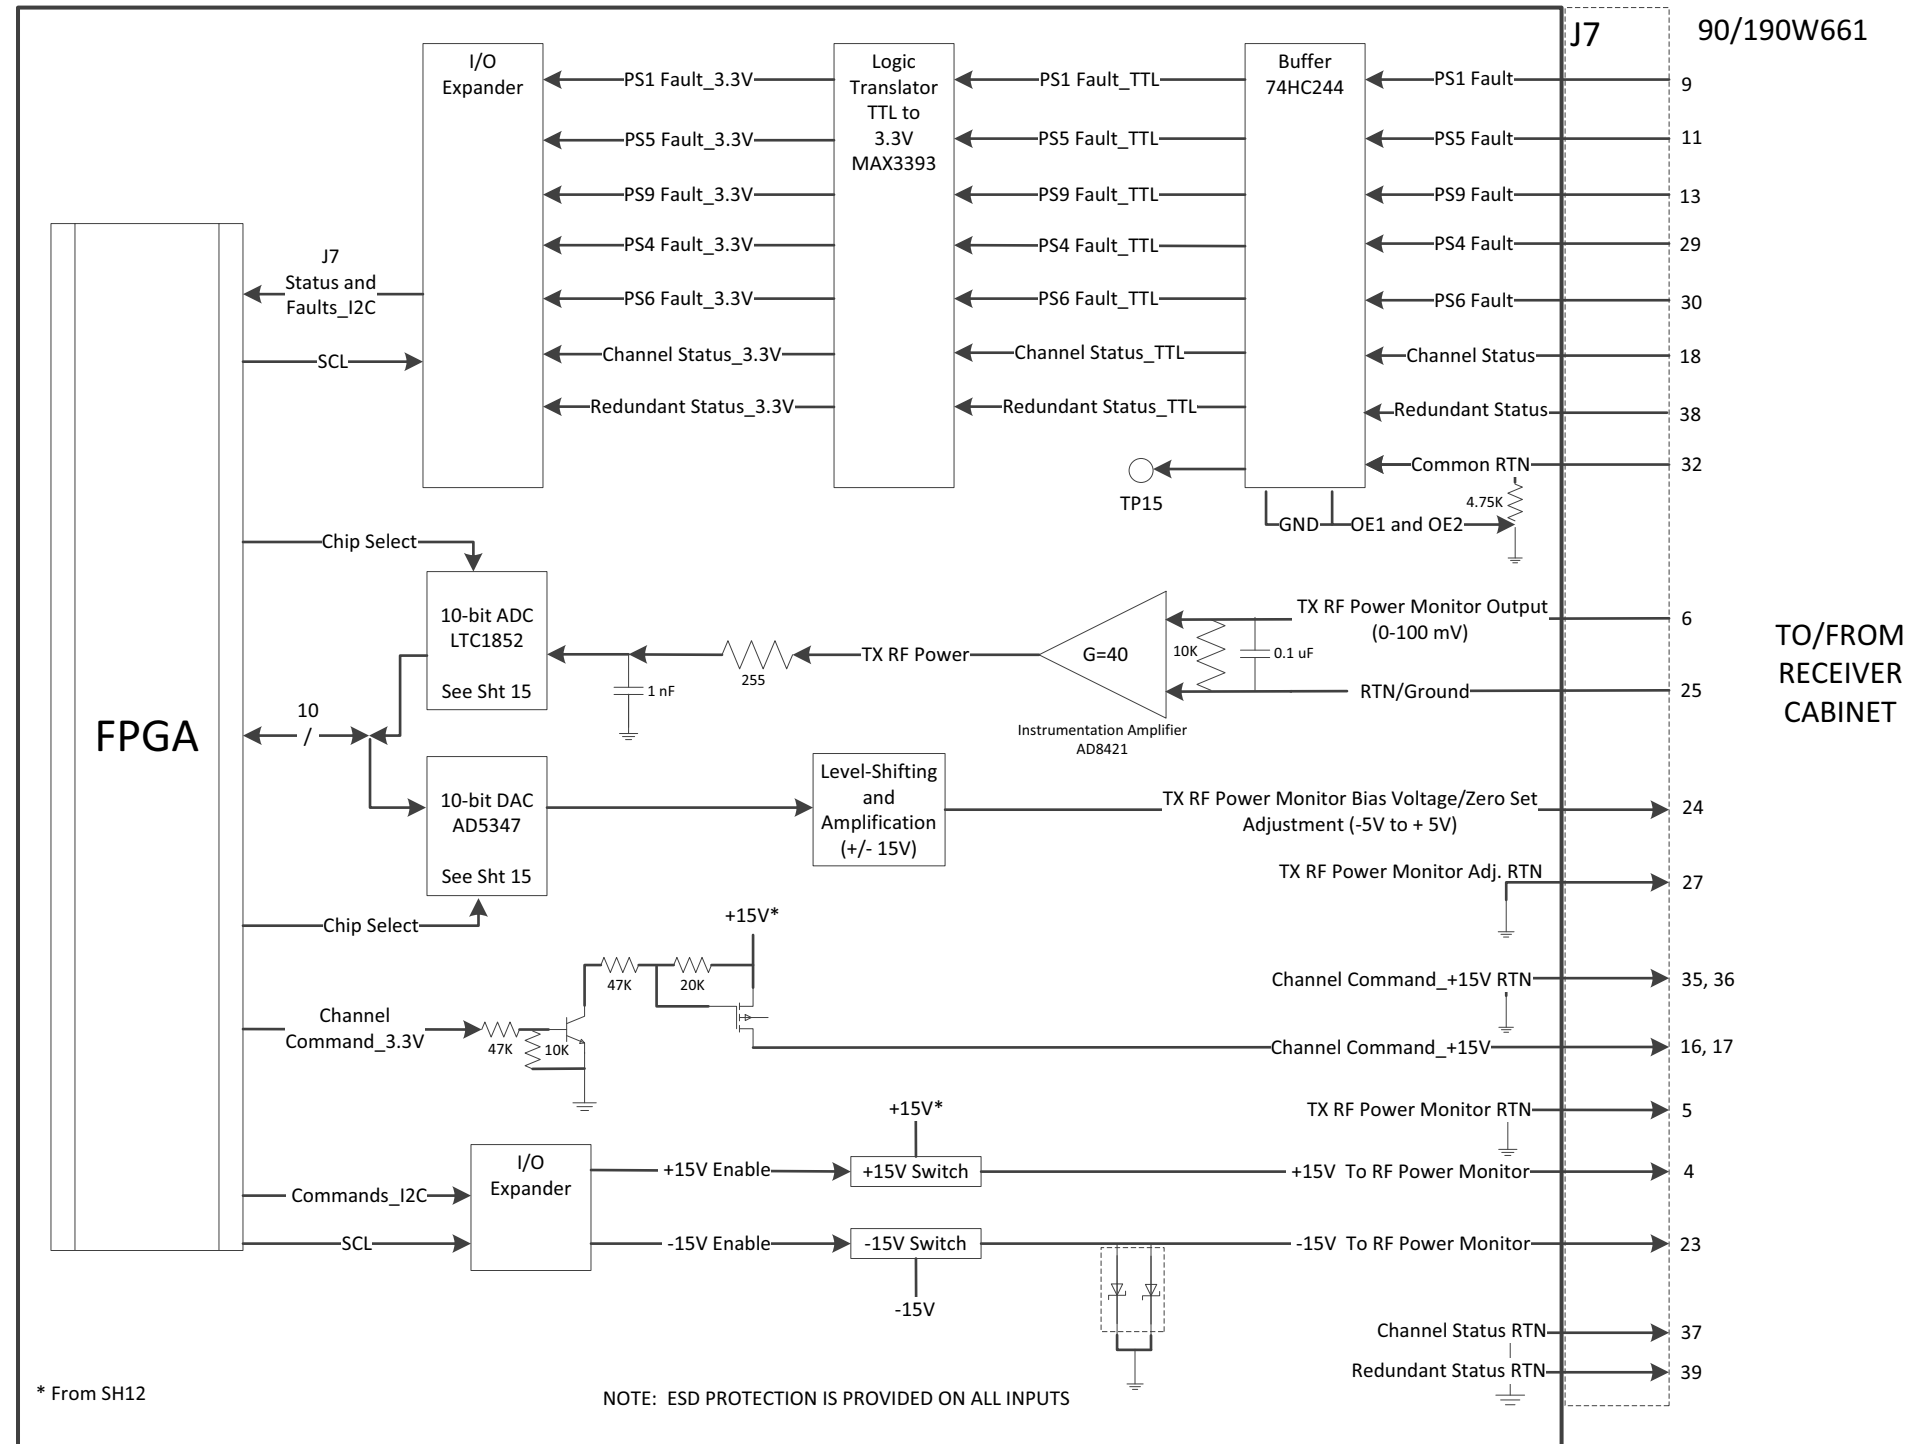 J7
90/190W661
I/O
Expander
PS1 Fault_3.3V
Logic
Translator
TTL to
3.3V
MAX3393
PS1 Fault_TTL
Buffer
74HC244
PS1 Fault
9
PS5 Fault_3.3V
PS5 Fault_TTL
PS5 Fault
11
PS9 Fault_3.3V
PS9 Fault_TTL
PS9 Fault
13
PS4 Fault_3.3V
PS4 Fault_TTL
PS4 Fault
29
J7
Status and
Faults_I2C
PS6 Fault_3.3V
PS6 Fault_TTL
PS6 Fault
30
SCL
Channel Status_3.3V
Channel Status_TTL
Channel Status
18
Redundant Status_3.3V
Redundant Status_TTL
Redundant Status
38
TP15
Common RTN
32
4.75K
GND
OE1 and OE2
Chip Select
10-bit ADC
LTC1852
See Sht 15
1 nF
255
TX RF Power
G=40
Instrumentation Amplifier
AD8421
10K
0.1 uF
TX RF Power Monitor Output
(0-100 mV)
6
RTN/Ground
25
TO/FROM
RECEIVER
CABINET
FPGA
10
/
10-bit DAC
AD5347
See Sht 15
Level-Shifting
and
Amplification
(+/- 15V)
TX RF Power Monitor Bias Voltage/Zero Set
Adjustment (-5V to + 5V)
24
TX RF Power Monitor Adj. RTN
27
Chip Select
+15V*
47K
20K
Channel Command_+15V RTN
35, 36
Channel
Command_3.3V
47K
10K
Channel Command_+15V
16, 17
+15V*
TX RF Power Monitor RTN
5
I/O
Expander
+15V Enable
+15V Switch
+15V To RF Power Monitor
4
Commands_I2C
SCL
-15V Enable
-15V Switch
-15V To RF Power Monitor
23
-15V
Channel Status RTN
37
Redundant Status RTN
39
* From SH12
NOTE: ESD PROTECTION IS PROVIDED ON ALL INPUTS